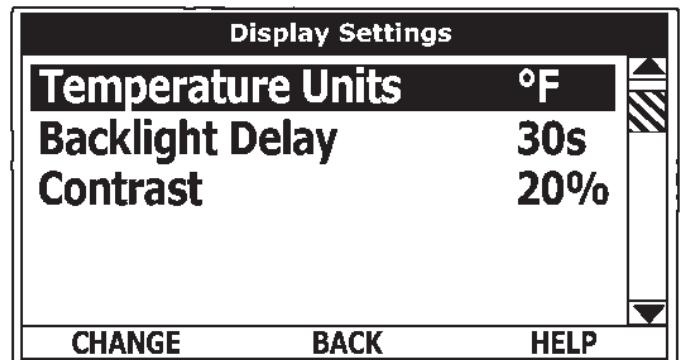 Display Settings
Temperature Units °F
Backlight Delay 30s
Contrast 20%
CHANGE BACK HELP